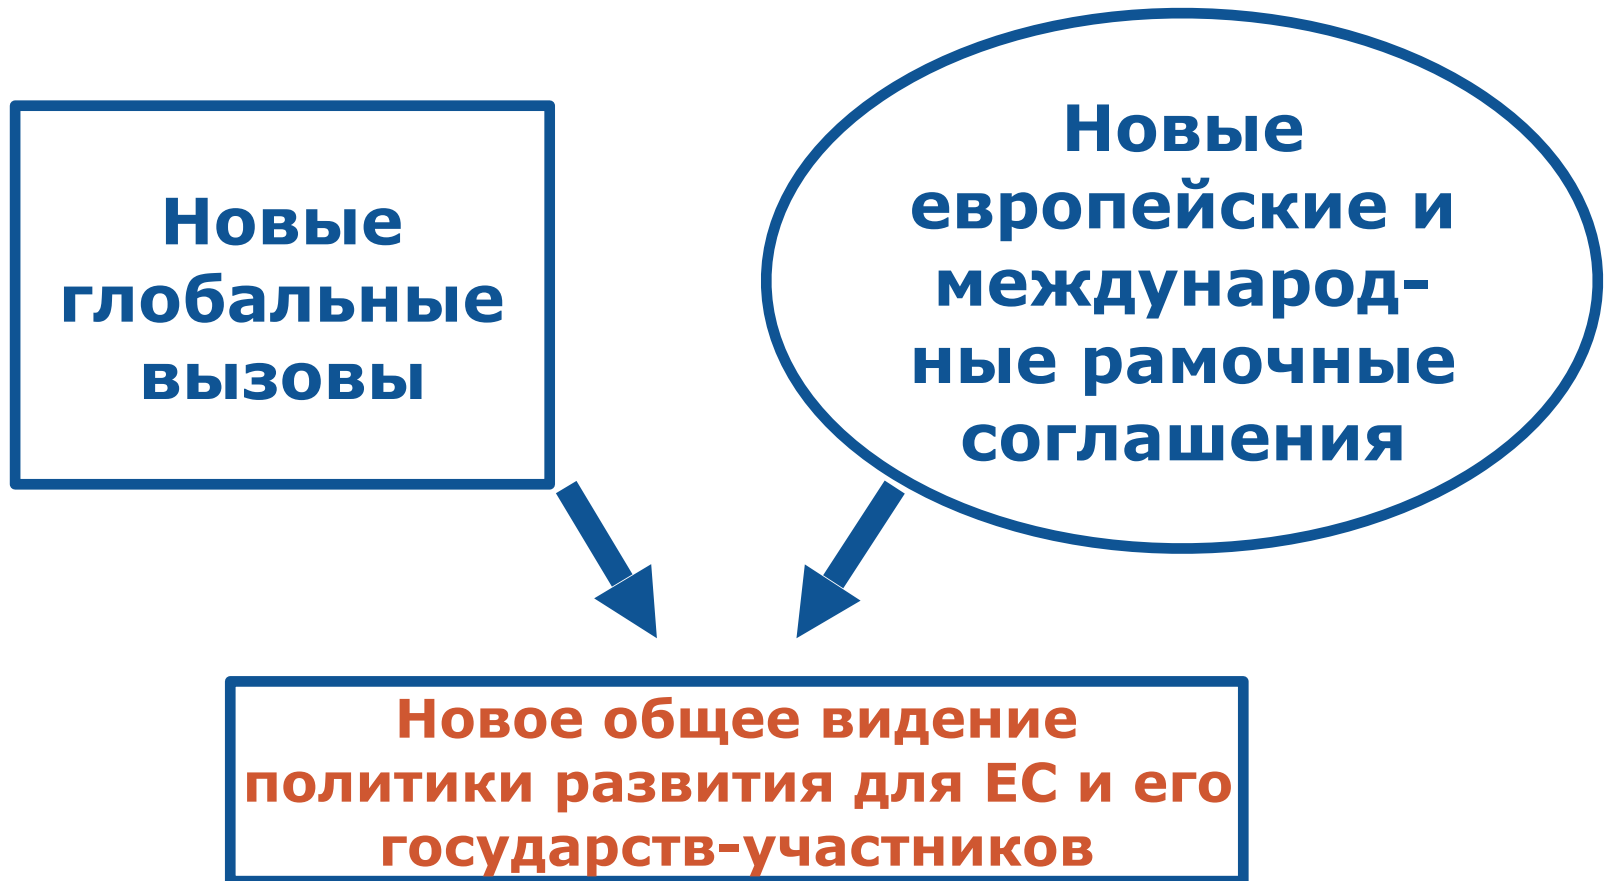 Новые
глобальные
вызовы
Новые
европейские и
международ-
ные рамочные
соглашения
Новое общее видение
политики развития для ЕС и его
государств-участников